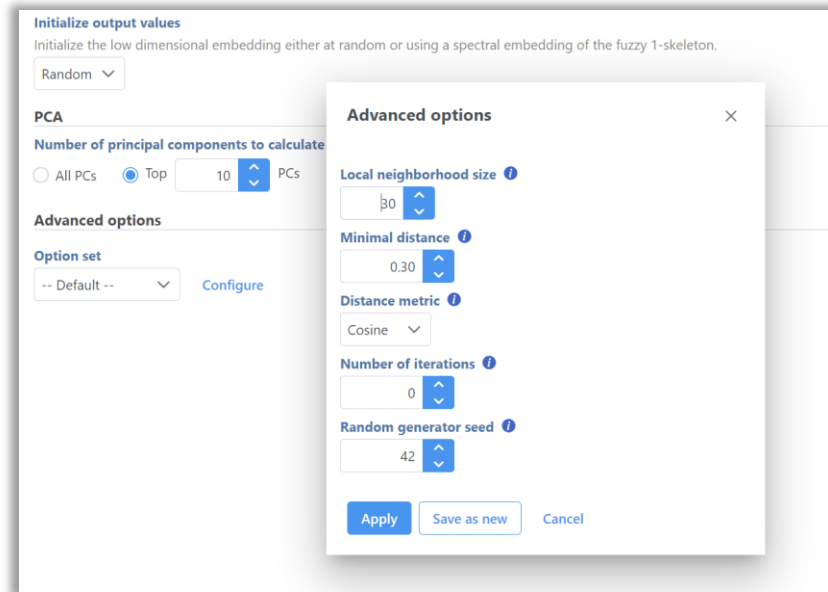 Initialize output values
Initialize the low dimensional embedding either at random or using a spectral embedding of the fuzzy 1-skeleton.
Random
PCA
Number of principal components to calculate
All PCs Top 10 PCs
Advanced options
Option set
-- Default -- Configure
Advanced options
Local neighborhood size
30
Minimal distance
0.30
Distance metric
Cosine
Number of iterations
0
Random generator seed
42
Apply Save as new Cancel